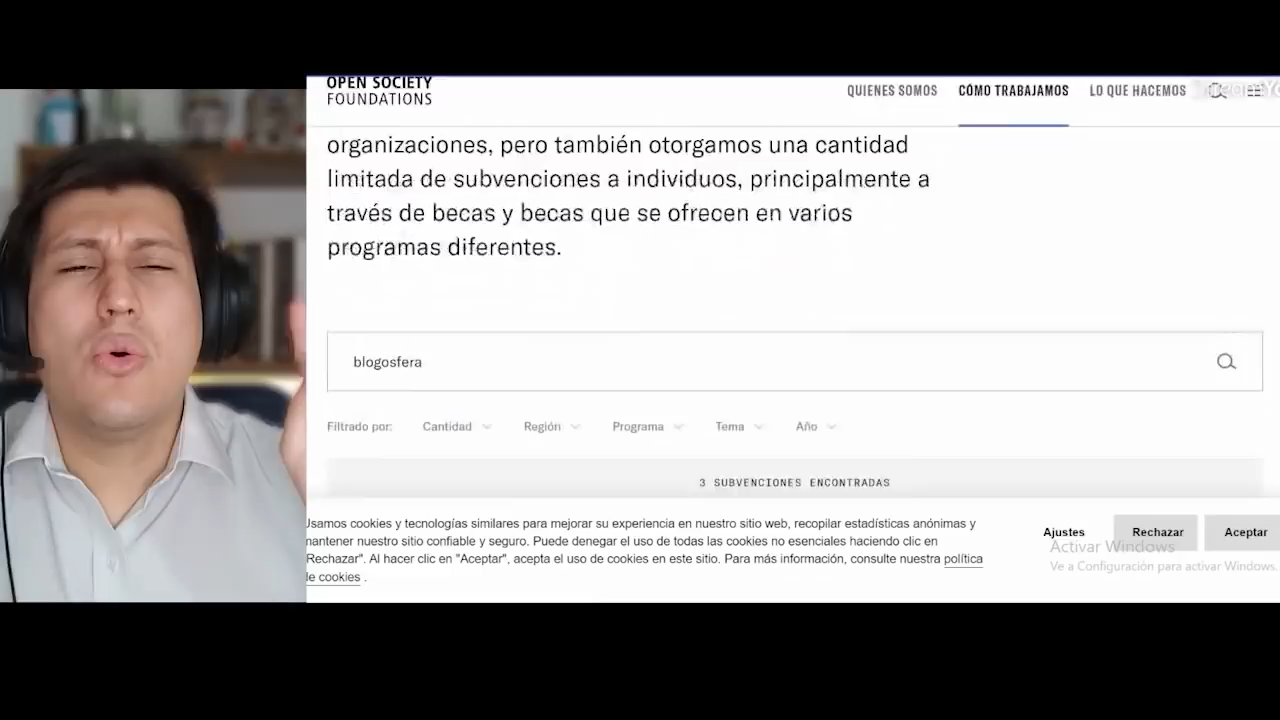 OPEN SOCIETY
FOUNDATIONS
QUIENES SOMOS
CÓMO TRABAJAMOS
LO QUE HACEMOS
organizaciones, pero también otorgamos una cantidad
limitada de subvenciones a individuos, principalmente a
través de becas y becas que se ofrecen en varios
programas diferentes.
blogosfera
Filtrado por:
Cantidad
Región
Programa
Tema
Año
3 SUBVENCIONES ENCONTRADAS
Usamos cookies y tecnologías similares para mejorar su experiencia en nuestro sitio web, recopilar estadísticas anónimas y
mantener nuestro sitio confiable y seguro. Puede denegar el uso de todas las cookies no esenciales haciendo clic en
"Rechazar". Al hacer clic en "Aceptar", acepta el uso de cookies en este sitio. Para más información, consulte nuestra política
de cookies .
Ajustes
Rechazar
Aceptar
Activar Windows
Ve a Configuración para activar Windows.